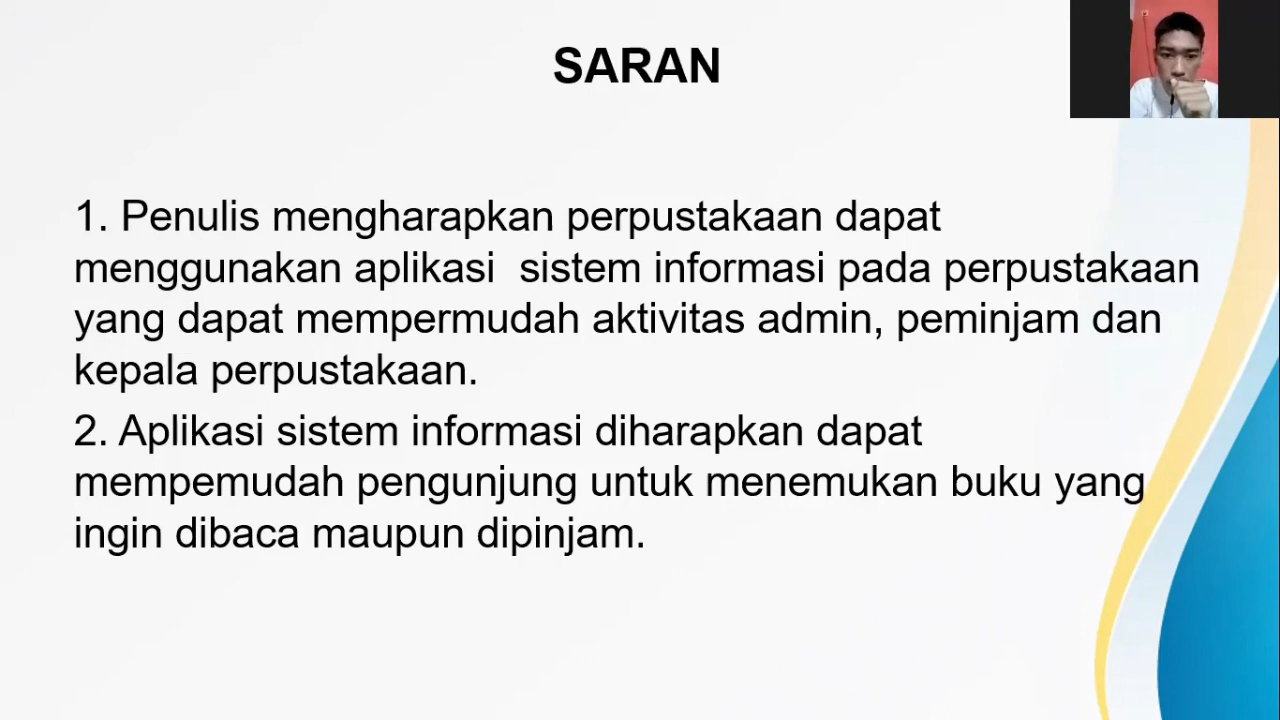 SARAN
1. Penulis mengharapkan perpustakaan dapat
menggunakan aplikasi  sistem informasi pada perpustakaan
yang dapat mempermudah aktivitas admin, peminjam dan
kepala perpustakaan.
2. Aplikasi sistem informasi diharapkan dapat
mempemudah pengunjung untuk menemukan buku yang
ingin dibaca maupun dipinjam.